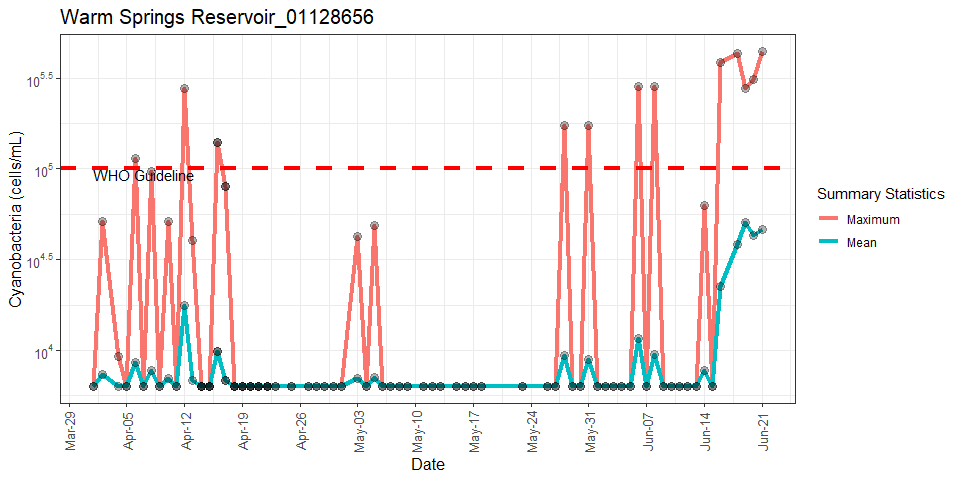 Warm Springs Reservoir_01128656
Cyanobacteria (cells/mL)
10^5.5
10^5
10^4.5
10^4
WHO Guideline
Mar-29
Apr-05
Apr-12
Apr-19
Apr-26
May-03
May-10
May-17
May-24
May-31
Jun-07
Jun-14
Jun-21
Date
Summary Statistics
Maximum
Mean